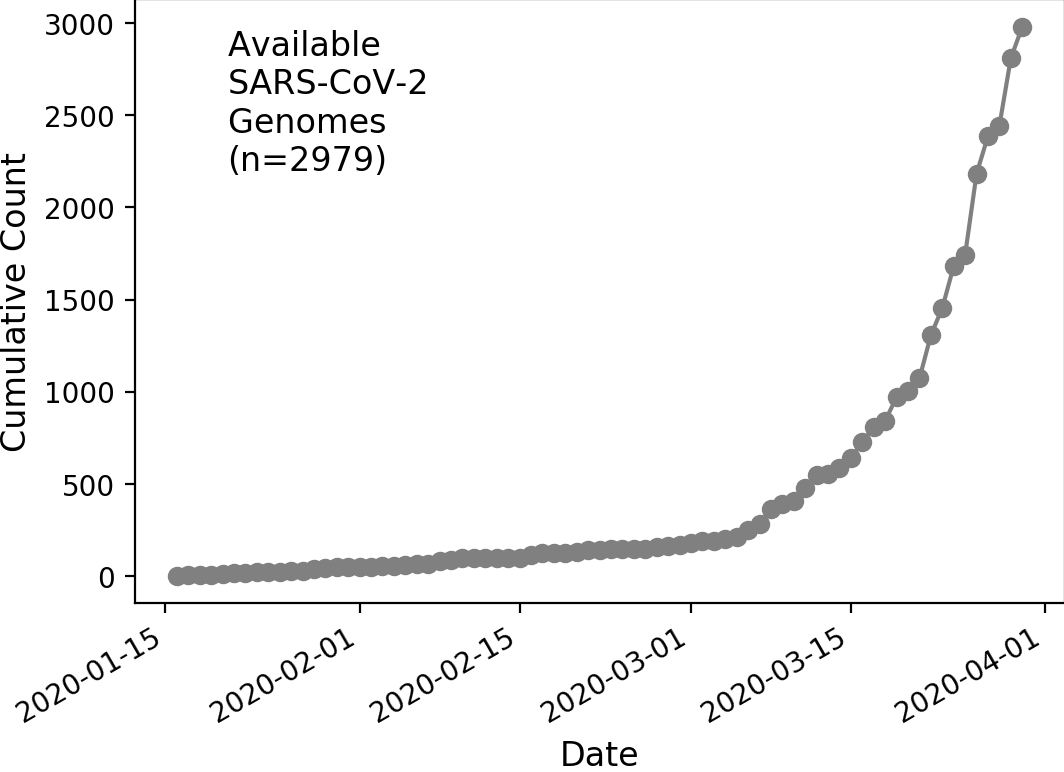 3000
2500
2000
1500
1000
500
0
Cumulative Count
Available
SARS-CoV-2
Genomes
(n=2979)
2020-01-15
2020-02-01
2020-02-15
2020-03-01
2020-03-15
2020-04-01
Date